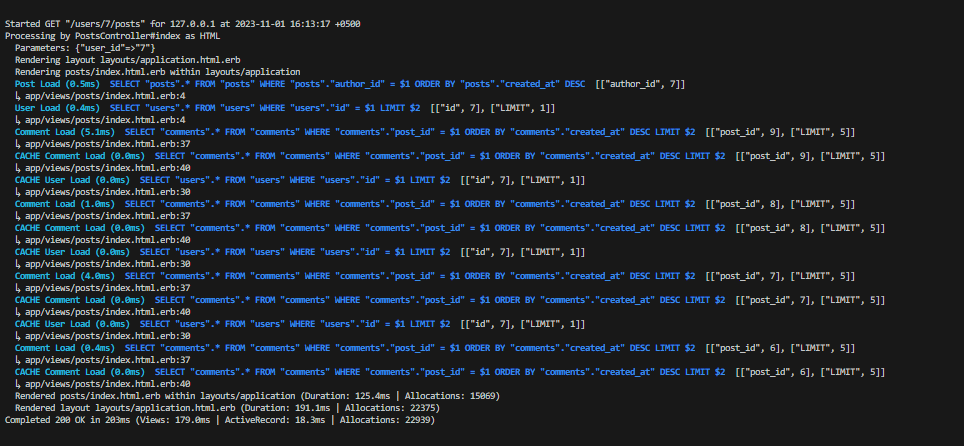 Started GET "/users/7/posts" for 127.0.0.1 at 2023-11-01 16:13:17 +0500
Processing by PostsController#index as HTML
  Parameters: {"user_id"=>"7"}
  Rendering layout layouts/application.html.erb
  Rendering posts/index.html.erb within layouts/application
  Post Load (0.5ms)  SELECT "posts".* FROM "posts" WHERE "posts"."author_id" = $1 ORDER BY "posts"."created_at" DESC  [["author_id", 7]]
  ↳ app/views/posts/index.html.erb:4
  User Load (0.4ms)  SELECT "users".* FROM "users" WHERE "users"."id" = $1 LIMIT $2  [["id", 7], ["LIMIT", 1]]
  ↳ app/views/posts/index.html.erb:4
  Comment Load (5.1ms)  SELECT "comments".* FROM "comments" WHERE "comments"."post_id" = $1 ORDER BY "comments"."created_at" DESC LIMIT $2  [["post_id", 9], ["LIMIT", 5]]
  ↳ app/views/posts/index.html.erb:37
  CACHE Comment Load (0.0ms)  SELECT "comments".* FROM "comments" WHERE "comments"."post_id" = $1 ORDER BY "comments"."created_at" DESC LIMIT $2  [["post_id", 9], ["LIMIT", 5]]
  ↳ app/views/posts/index.html.erb:40
  CACHE User Load (0.0ms)  SELECT "users".* FROM "users" WHERE "users"."id" = $1 LIMIT $2  [["id", 7], ["LIMIT", 1]]
  ↳ app/views/posts/index.html.erb:30
  Comment Load (1.0ms)  SELECT "comments".* FROM "comments" WHERE "comments"."post_id" = $1 ORDER BY "comments"."created_at" DESC LIMIT $2  [["post_id", 8], ["LIMIT", 5]]
  ↳ app/views/posts/index.html.erb:37
  CACHE Comment Load (0.0ms)  SELECT "comments".* FROM "comments" WHERE "comments"."post_id" = $1 ORDER BY "comments"."created_at" DESC LIMIT $2  [["post_id", 8], ["LIMIT", 5]]
  ↳ app/views/posts/index.html.erb:40
  CACHE User Load (0.0ms)  SELECT "users".* FROM "users" WHERE "users"."id" = $1 LIMIT $2  [["id", 7], ["LIMIT", 1]]
  ↳ app/views/posts/index.html.erb:30
  Comment Load (4.0ms)  SELECT "comments".* FROM "comments" WHERE "comments"."post_id" = $1 ORDER BY "comments"."created_at" DESC LIMIT $2  [["post_id", 7], ["LIMIT", 5]]
  ↳ app/views/posts/index.html.erb:37
  CACHE Comment Load (0.0ms)  SELECT "comments".* FROM "comments" WHERE "comments"."post_id" = $1 ORDER BY "comments"."created_at" DESC LIMIT $2  [["post_id", 7], ["LIMIT", 5]]
  ↳ app/views/posts/index.html.erb:40
  CACHE User Load (0.0ms)  SELECT "users".* FROM "users" WHERE "users"."id" = $1 LIMIT $2  [["id", 7], ["LIMIT", 1]]
  ↳ app/views/posts/index.html.erb:30
  Comment Load (0.4ms)  SELECT "comments".* FROM "comments" WHERE "comments"."post_id" = $1 ORDER BY "comments"."created_at" DESC LIMIT $2  [["post_id", 6], ["LIMIT", 5]]
  ↳ app/views/posts/index.html.erb:37
  CACHE Comment Load (0.0ms)  SELECT "comments".* FROM "comments" WHERE "comments"."post_id" = $1 ORDER BY "comments"."created_at" DESC LIMIT $2  [["post_id", 6], ["LIMIT", 5]]
  ↳ app/views/posts/index.html.erb:40
  Rendered posts/index.html.erb within layouts/application (Duration: 125.4ms | Allocations: 15069)
  Rendered layout layouts/application.html.erb (Duration: 191.1ms | Allocations: 22375)
Completed 200 OK in 203ms (Views: 179.0ms | ActiveRecord: 18.3ms | Allocations: 22939)